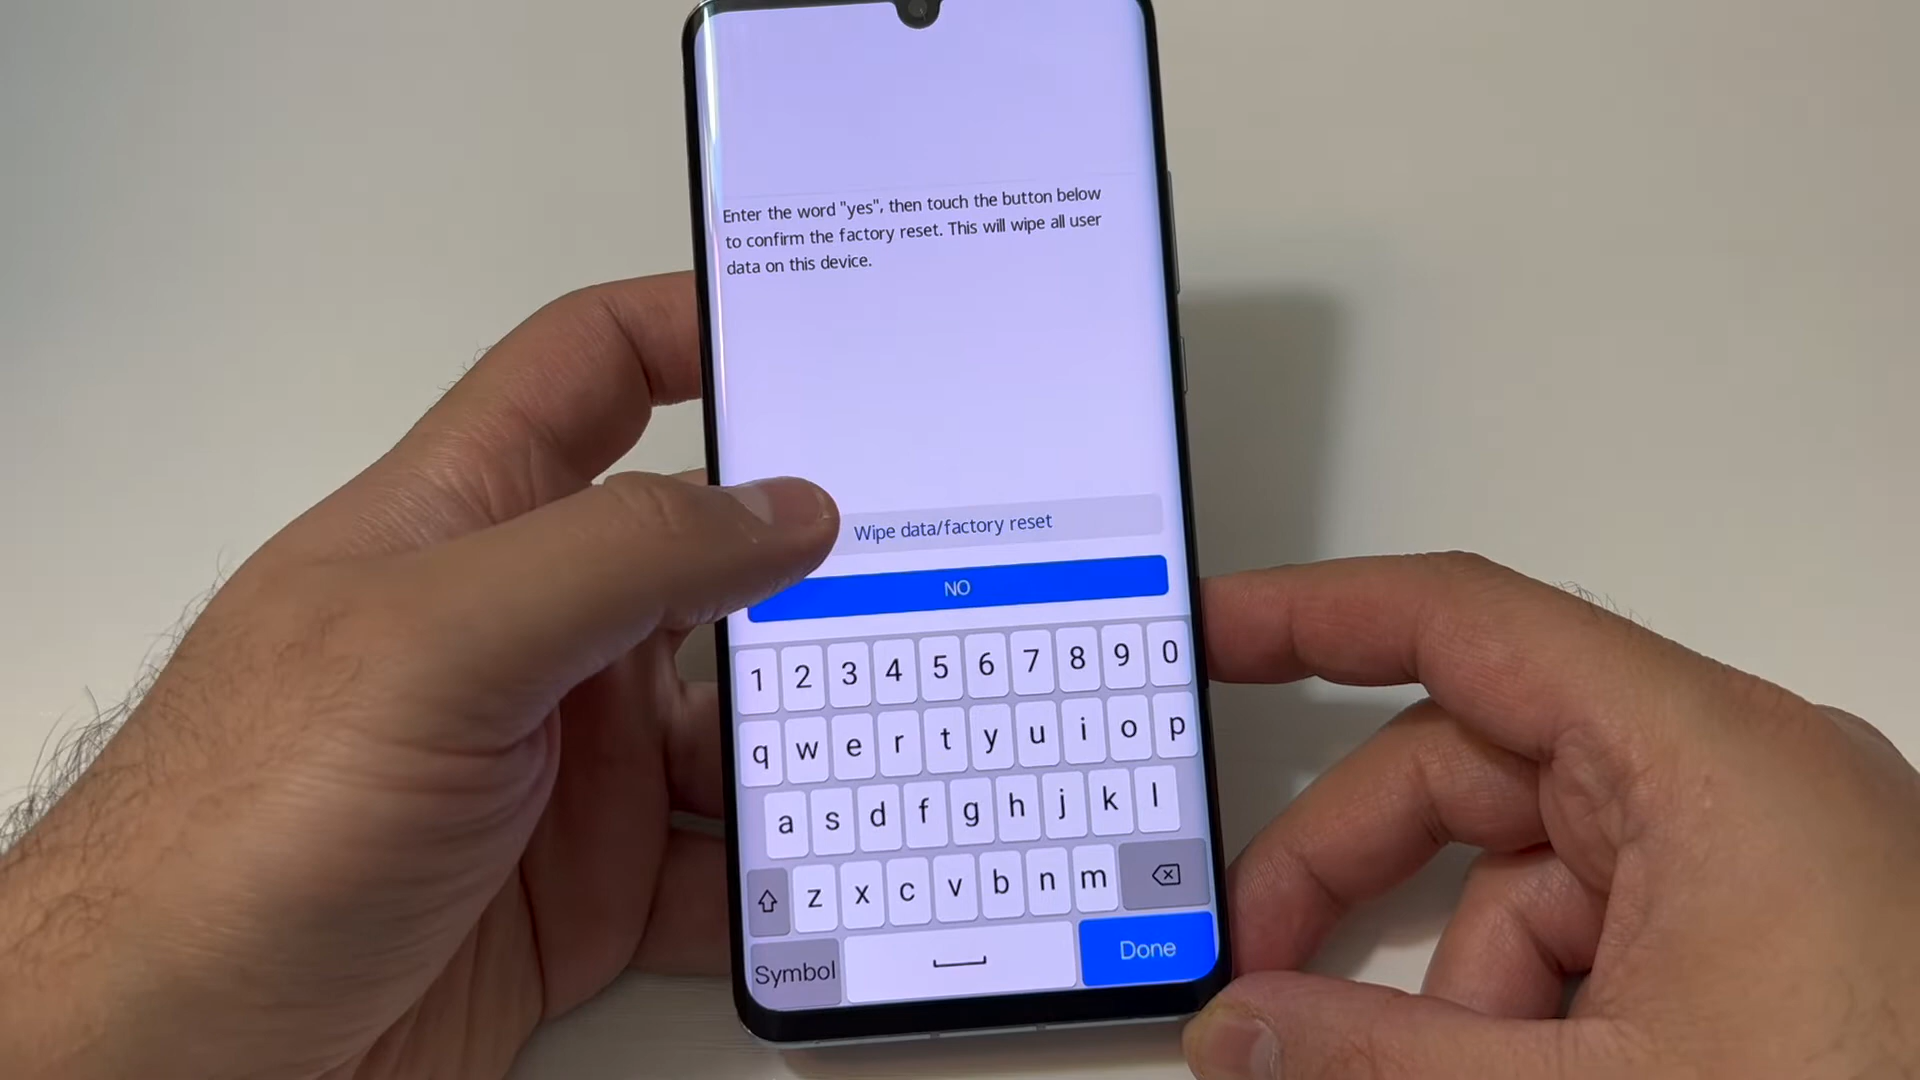 Enter the word "yes", then touch the button below
to confirm the factory reset. This will wipe all user
data on this device.
Wipe data/factory reset
NO
1 2 3 4 5 6 7 8 9 0
q w e r t y u i o p
a s d f g h j k l
z x c v b n m
Symbol Done